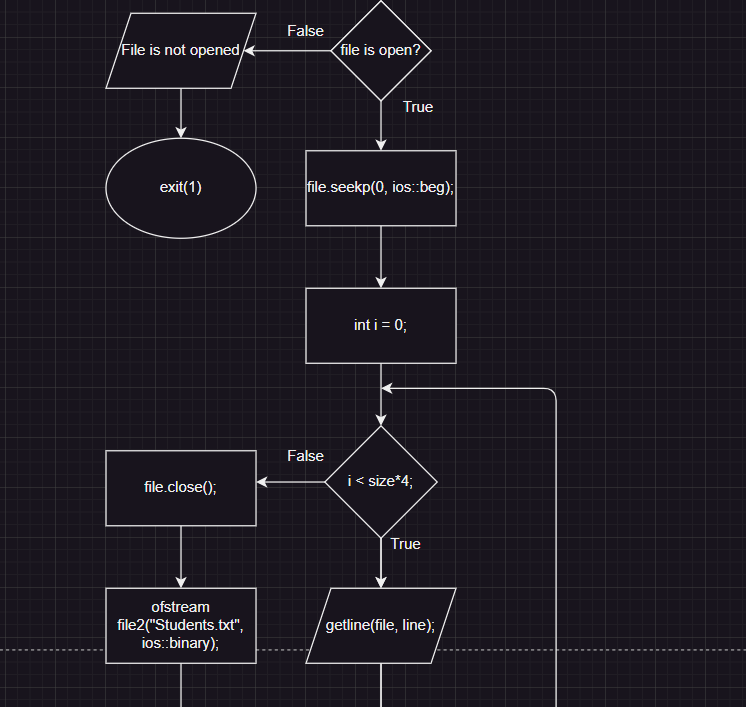 False
File is not opened
file is open?
True
exit(1)
file.seekp(0, ios::beg);
int i = 0;
False
file.close();
i < size*4;
True
ofstream
file2("Students.txt",
ios::binary);
getline(file, line);